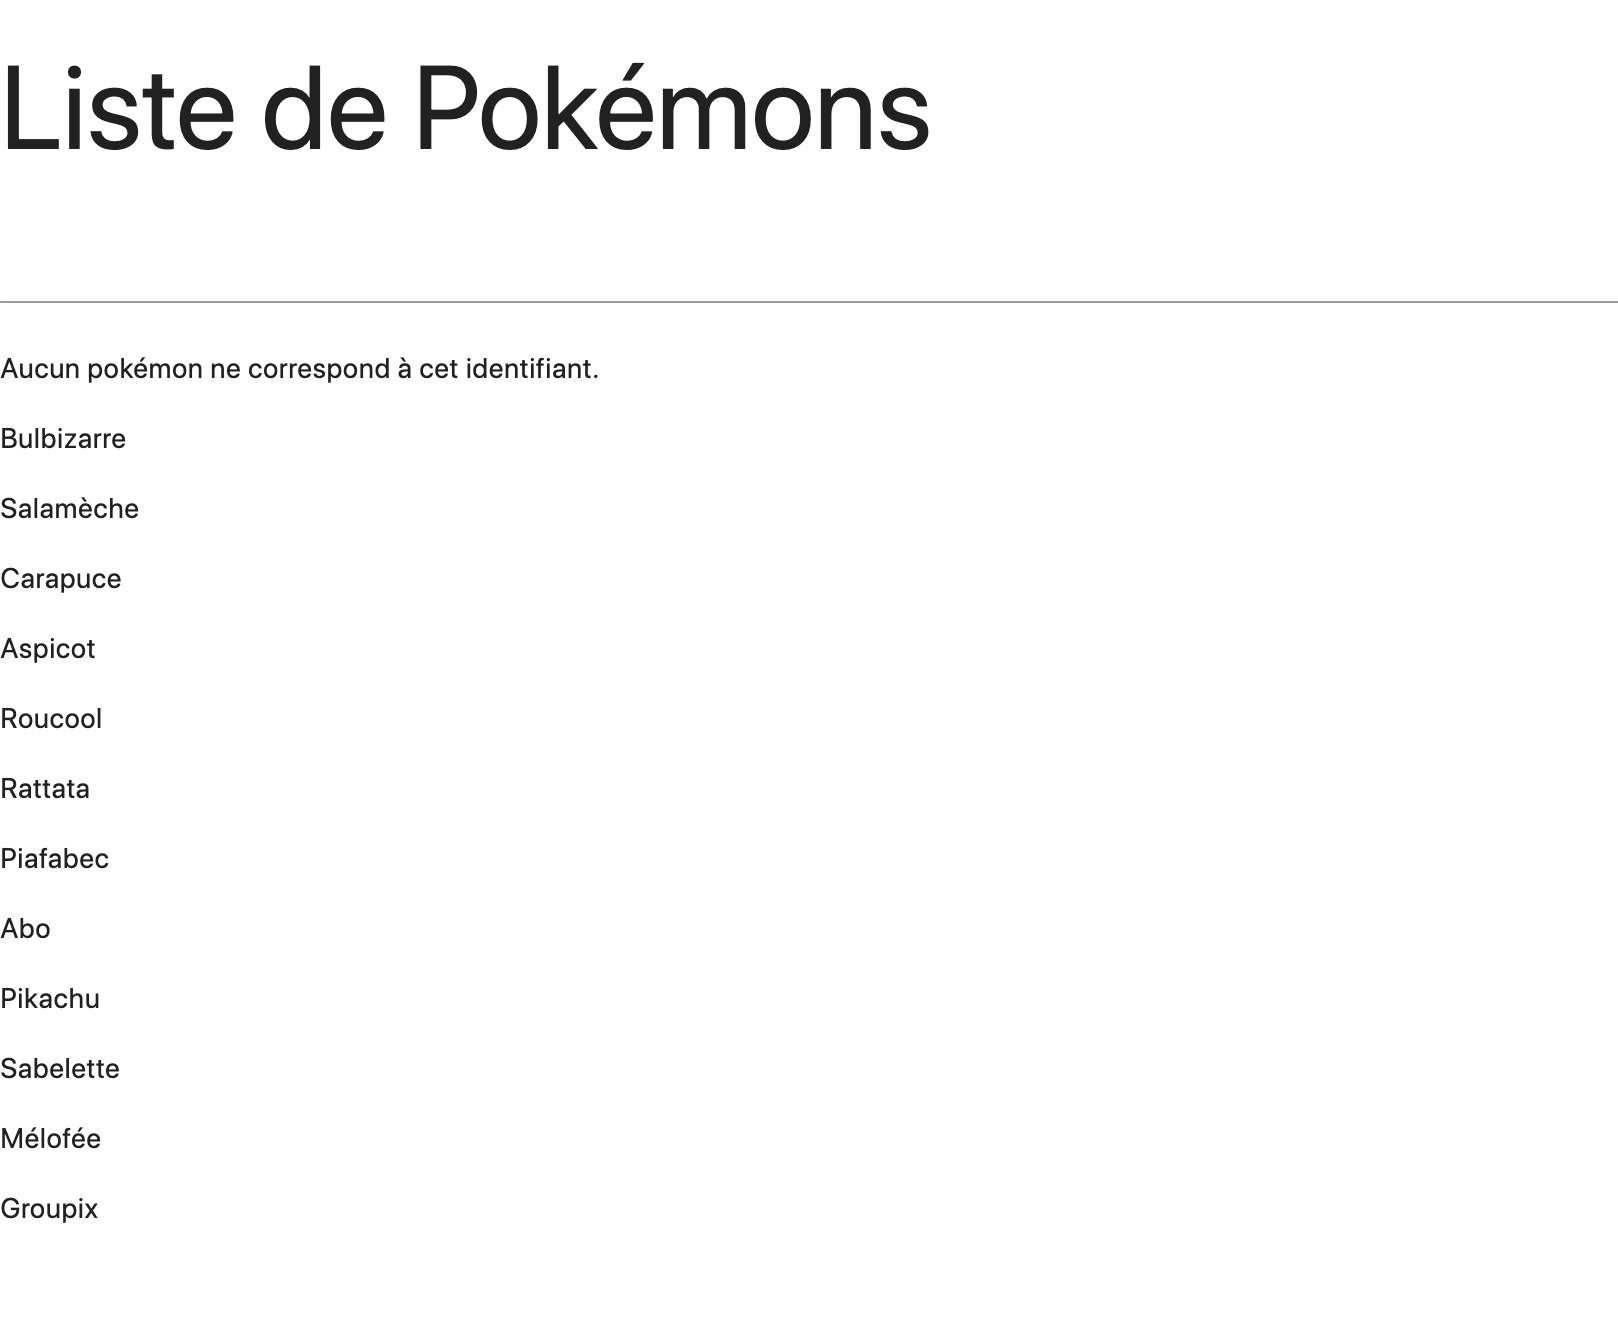 Liste de Pokémons
Aucun pokémon ne correspond à cet identifiant.
Bulbizarre
Salamèche
Carapuce
Aspicot
Roucool
Rattata
Piafabec
Abo
Pikachu
Sabelette
Mélofée
Groupix